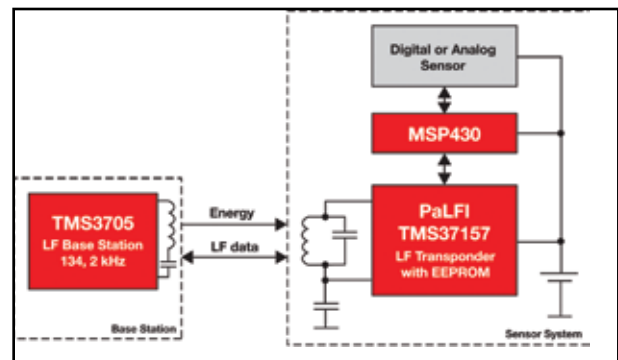 Digital or Analog
Sensor
MSP430
TMS3705
LF Base Station
134, 2 kHz
Energy
LF data
PaLFI
TMS37157
LF Transponder
with EEPROM
Base Station
Sensor System